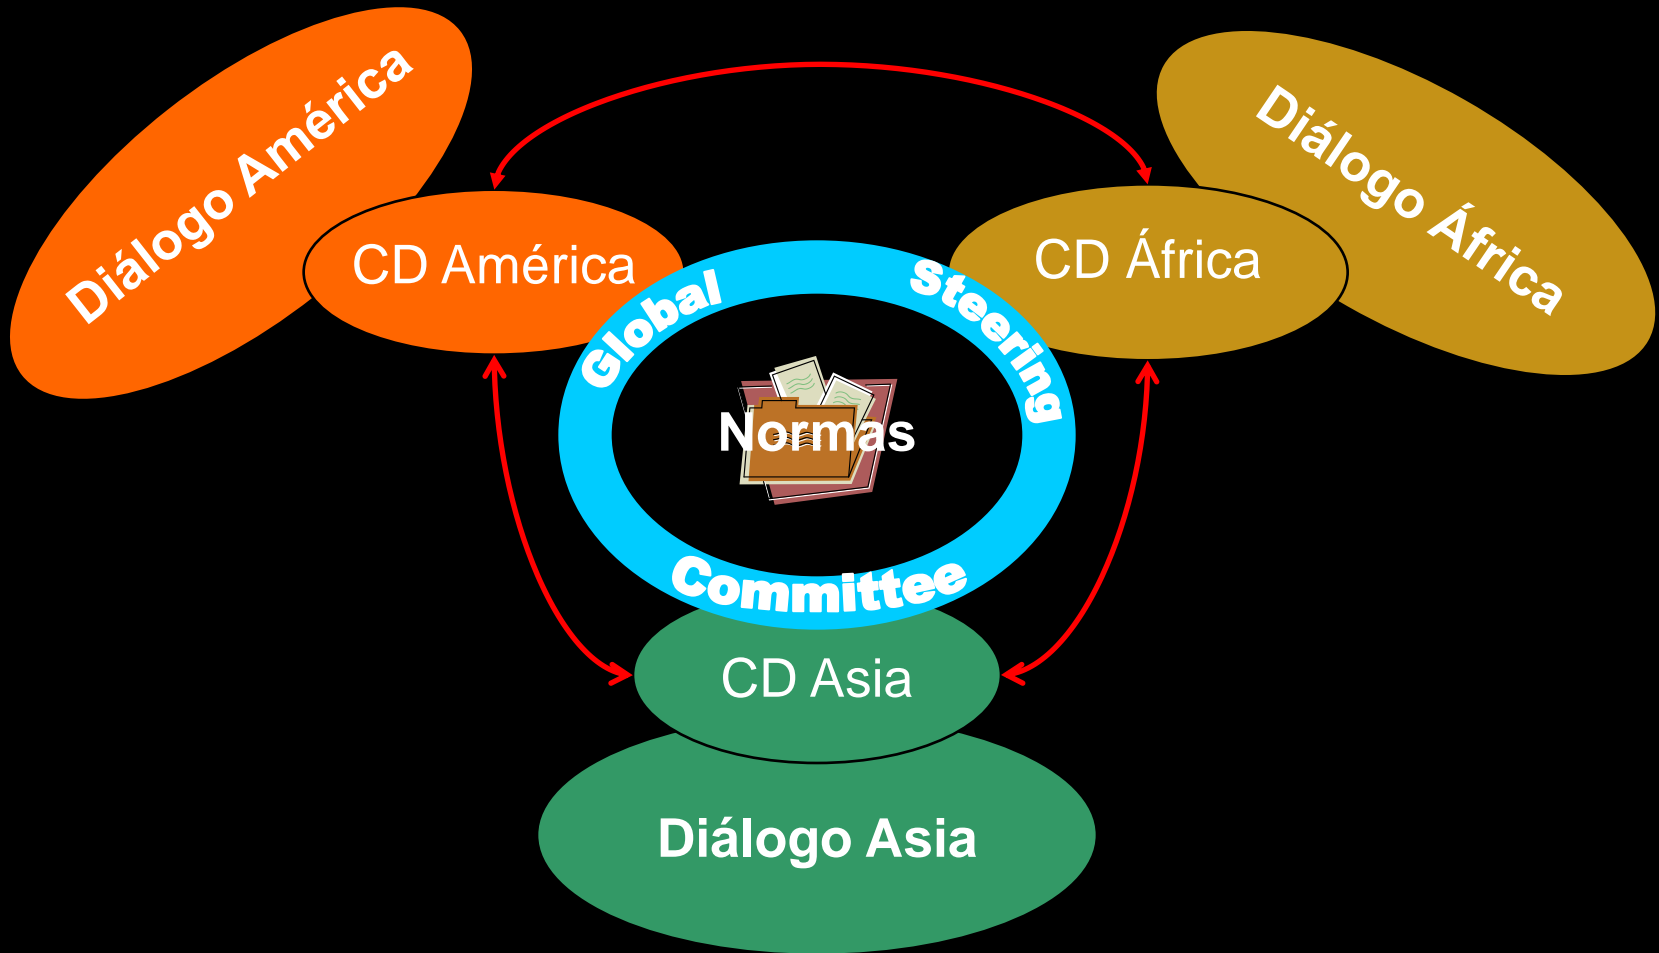 Diálogo América
Diálogo África
CD América
CD África
Global Steering
Normas
Committee
CD Asia
Diálogo Asia